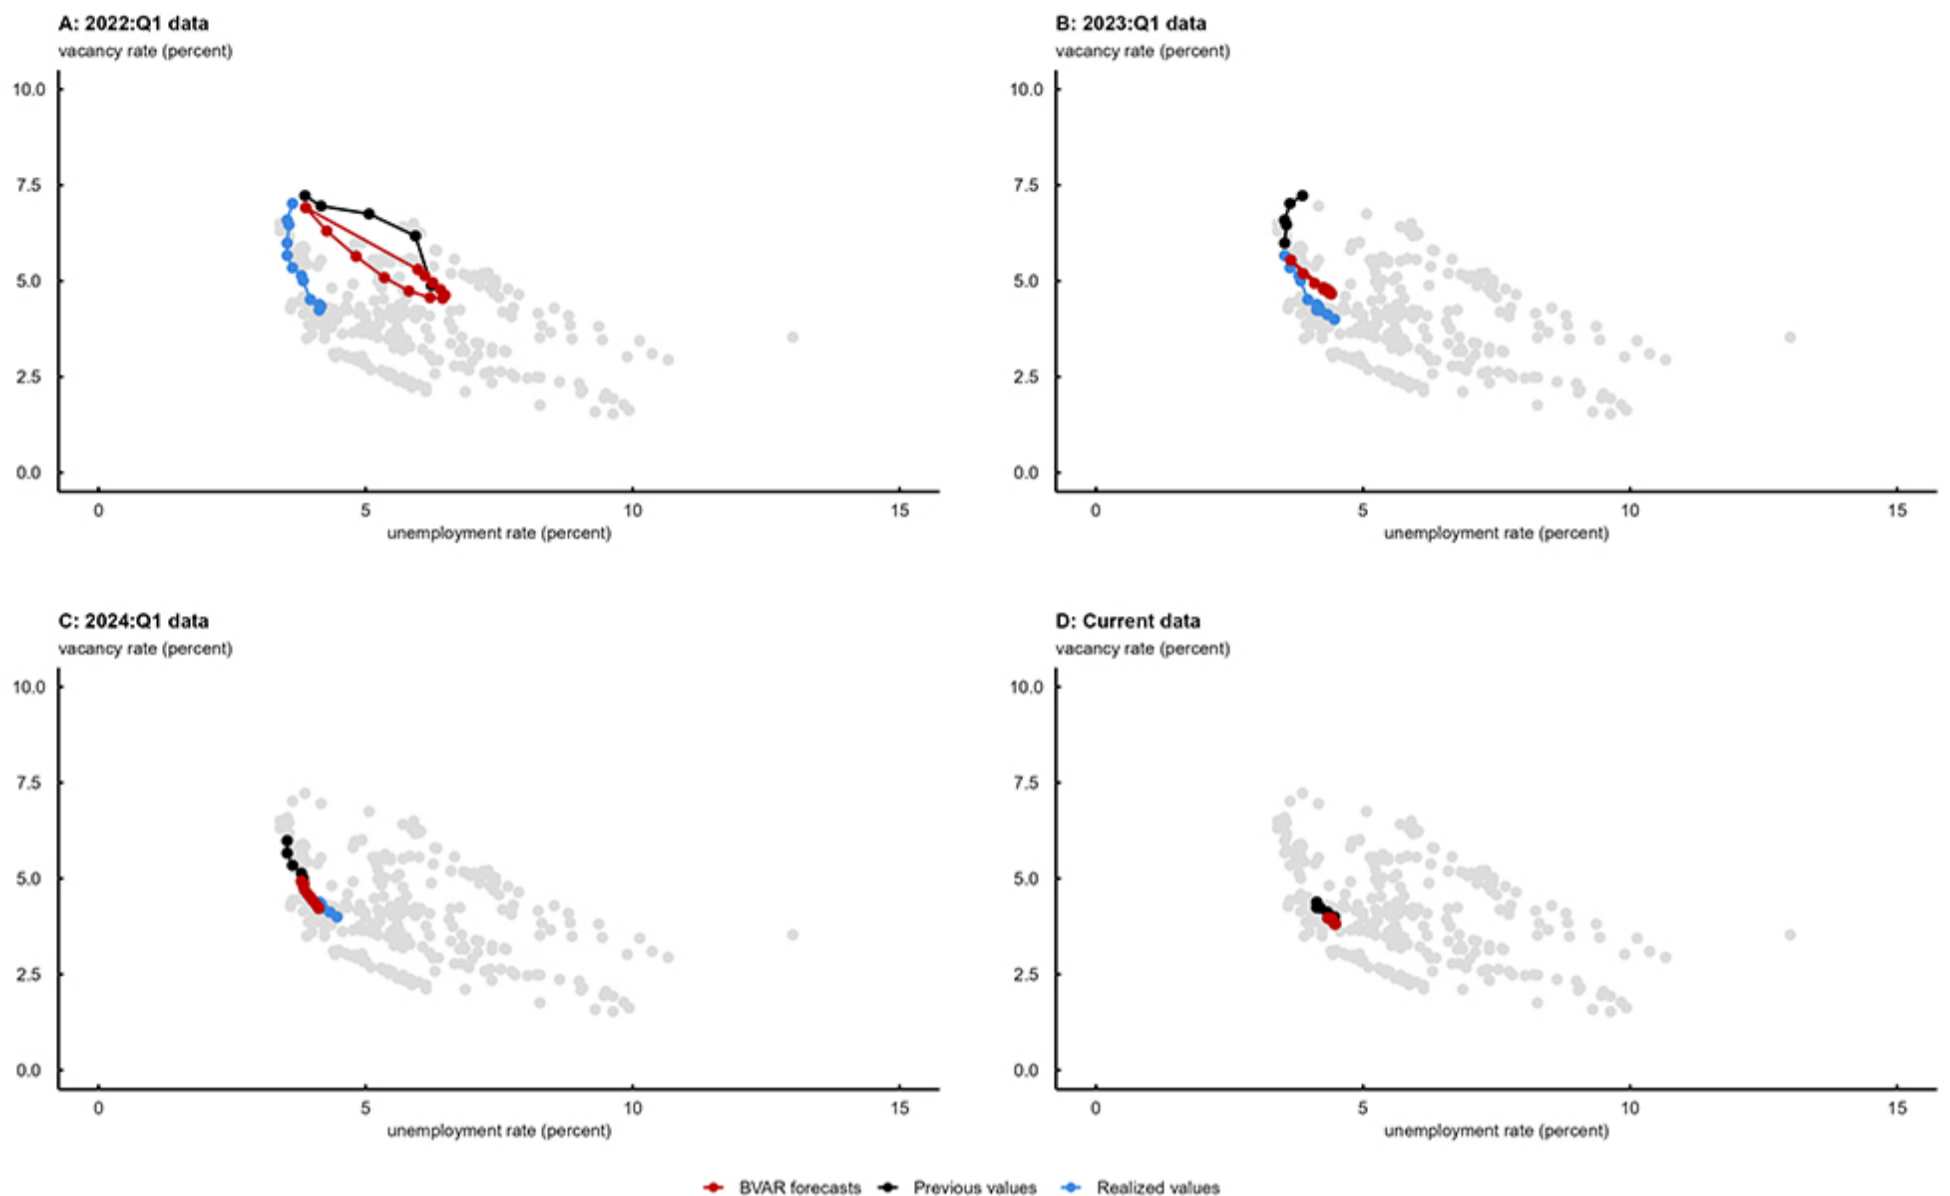 A: 2022:Q1 data
vacancy rate (percent)
10.0
7.5
5.0
2.5
0.0
0 5 10 15
unemployment rate (percent)
B: 2023:Q1 data
vacancy rate (percent)
10.0
7.5
5.0
2.5
0.0
0 5 10 15
unemployment rate (percent)
C: 2024:Q1 data
vacancy rate (percent)
10.0
7.5
5.0
2.5
0.0
0 5 10 15
unemployment rate (percent)
D: Current data
vacancy rate (percent)
10.0
7.5
5.0
2.5
0.0
0 5 10 15
unemployment rate (percent)
BVAR forecasts Previous values Realized values